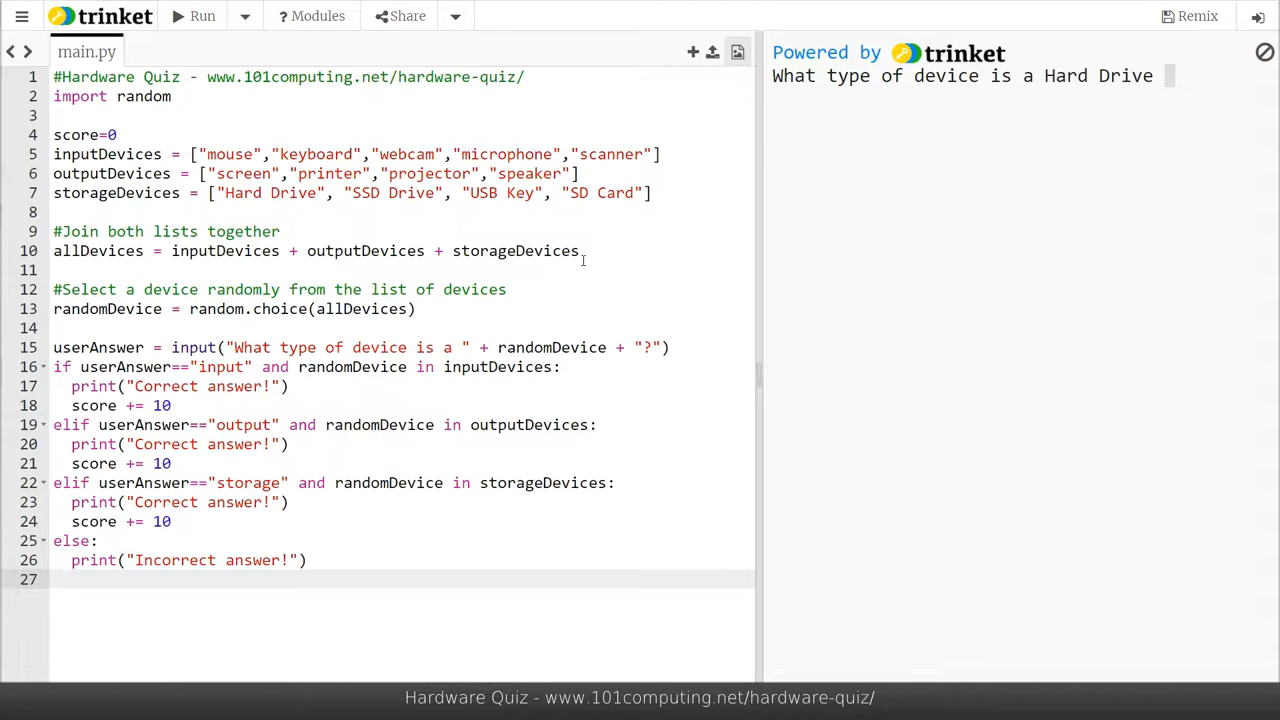 trinket Run ? Modules Share Remix
main.py
1 #Hardware Quiz - www.101computing.net/hardware-quiz/
2 import random
3
4 score=0
5 inputDevices = ["mouse","keyboard","webcam","microphone","scanner"]
6 outputDevices = ["screen","printer","projector","speaker"]
7 storageDevices = ["Hard Drive", "SSD Drive", "USB Key", "SD Card"]
8
9 #Join both lists together
10 allDevices = inputDevices + outputDevices + storageDevices
11
12 #Select a device randomly from the list of devices
13 randomDevice = random.choice(allDevices)
14
15 userAnswer = input("What type of device is a " + randomDevice + "?")
16 if userAnswer=="input" and randomDevice in inputDevices:
17   print("Correct answer!")
18   score += 10
19 elif userAnswer=="output" and randomDevice in outputDevices:
20   print("Correct answer!")
21   score += 10
22 elif userAnswer=="storage" and randomDevice in storageDevices:
23   print("Correct answer!")
24   score += 10
25 else:
26   print("Incorrect answer!")
27
Powered by trinket
What type of device is a Hard Drive
Hardware Quiz - www.101computing.net/hardware-quiz/